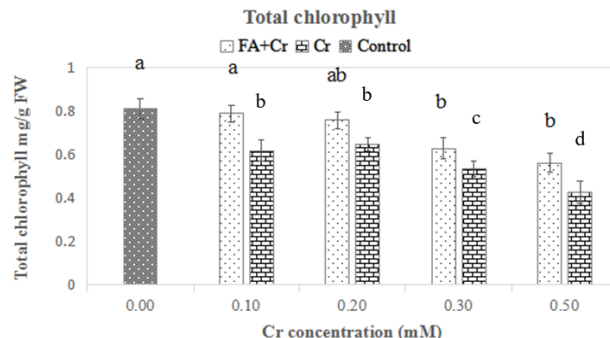 Total chlorophyll
FA+Cr Cr Control
a a ab b b
b b c d
1
0.8
0.6
0.4
0.2
0
Total chlorophyll mg/g FW
0.00 0.10 0.20 0.30 0.50
Cr concentration (mM)